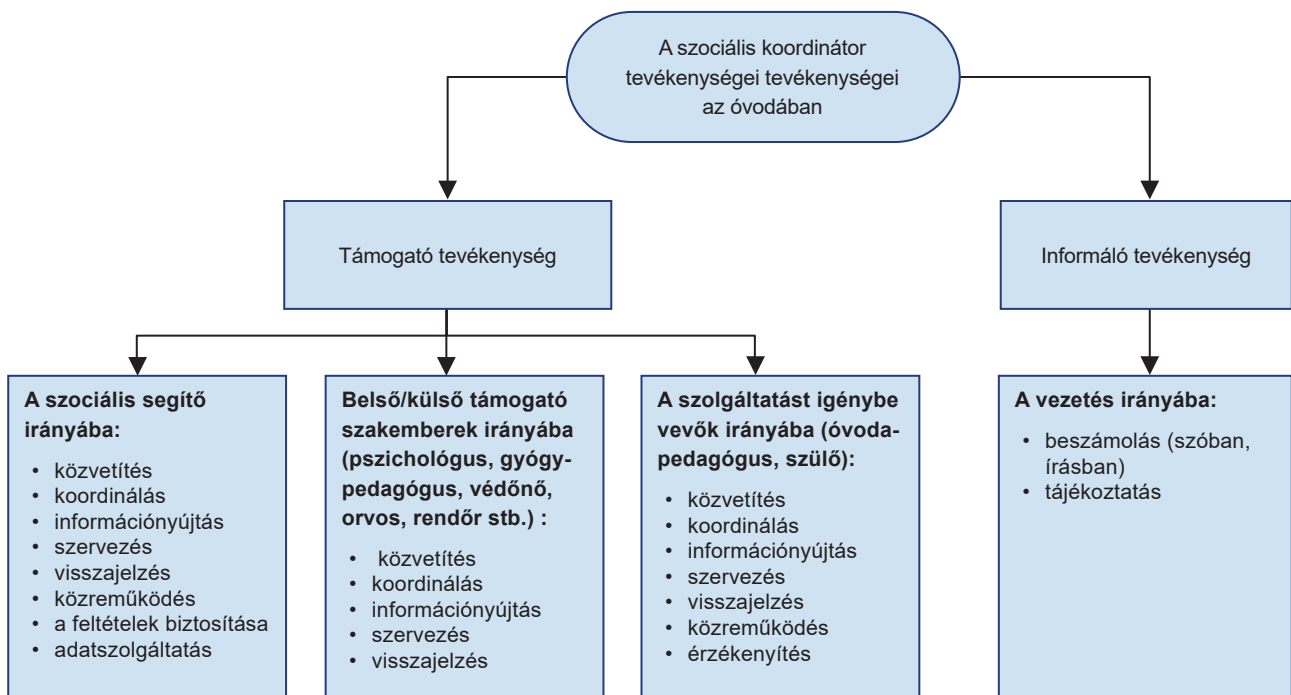 A szociális koordinátor
tevékenységei tevékenységei
az óvodában
Támogató tevékenység
Informáló tevékenység
A szociális segítő
irányába:
• közvetítés
• koordinálás
• információnyújtás
• szervezés
• visszajelzés
• közreműködés
• a feltételek biztosítása
• adatszolgáltatás
Belső/külső támogató
szakemberek irányába
(pszichológus, gyógy-
pedagógus, védőnő,
orvos, rendőr stb.) :
• közvetítés
• koordinálás
• információnyújtás
• szervezés
• visszajelzés
A szolgáltatást igénybe
vevők irányába (óvoda-
pedagógus, szülő):
• közvetítés
• koordinálás
• információnyújtás
• szervezés
• visszajelzés
• közreműködés
• érzékenyítés
A vezetés irányába:
• beszámolás (szóban,
írásban)
• tájékoztatás